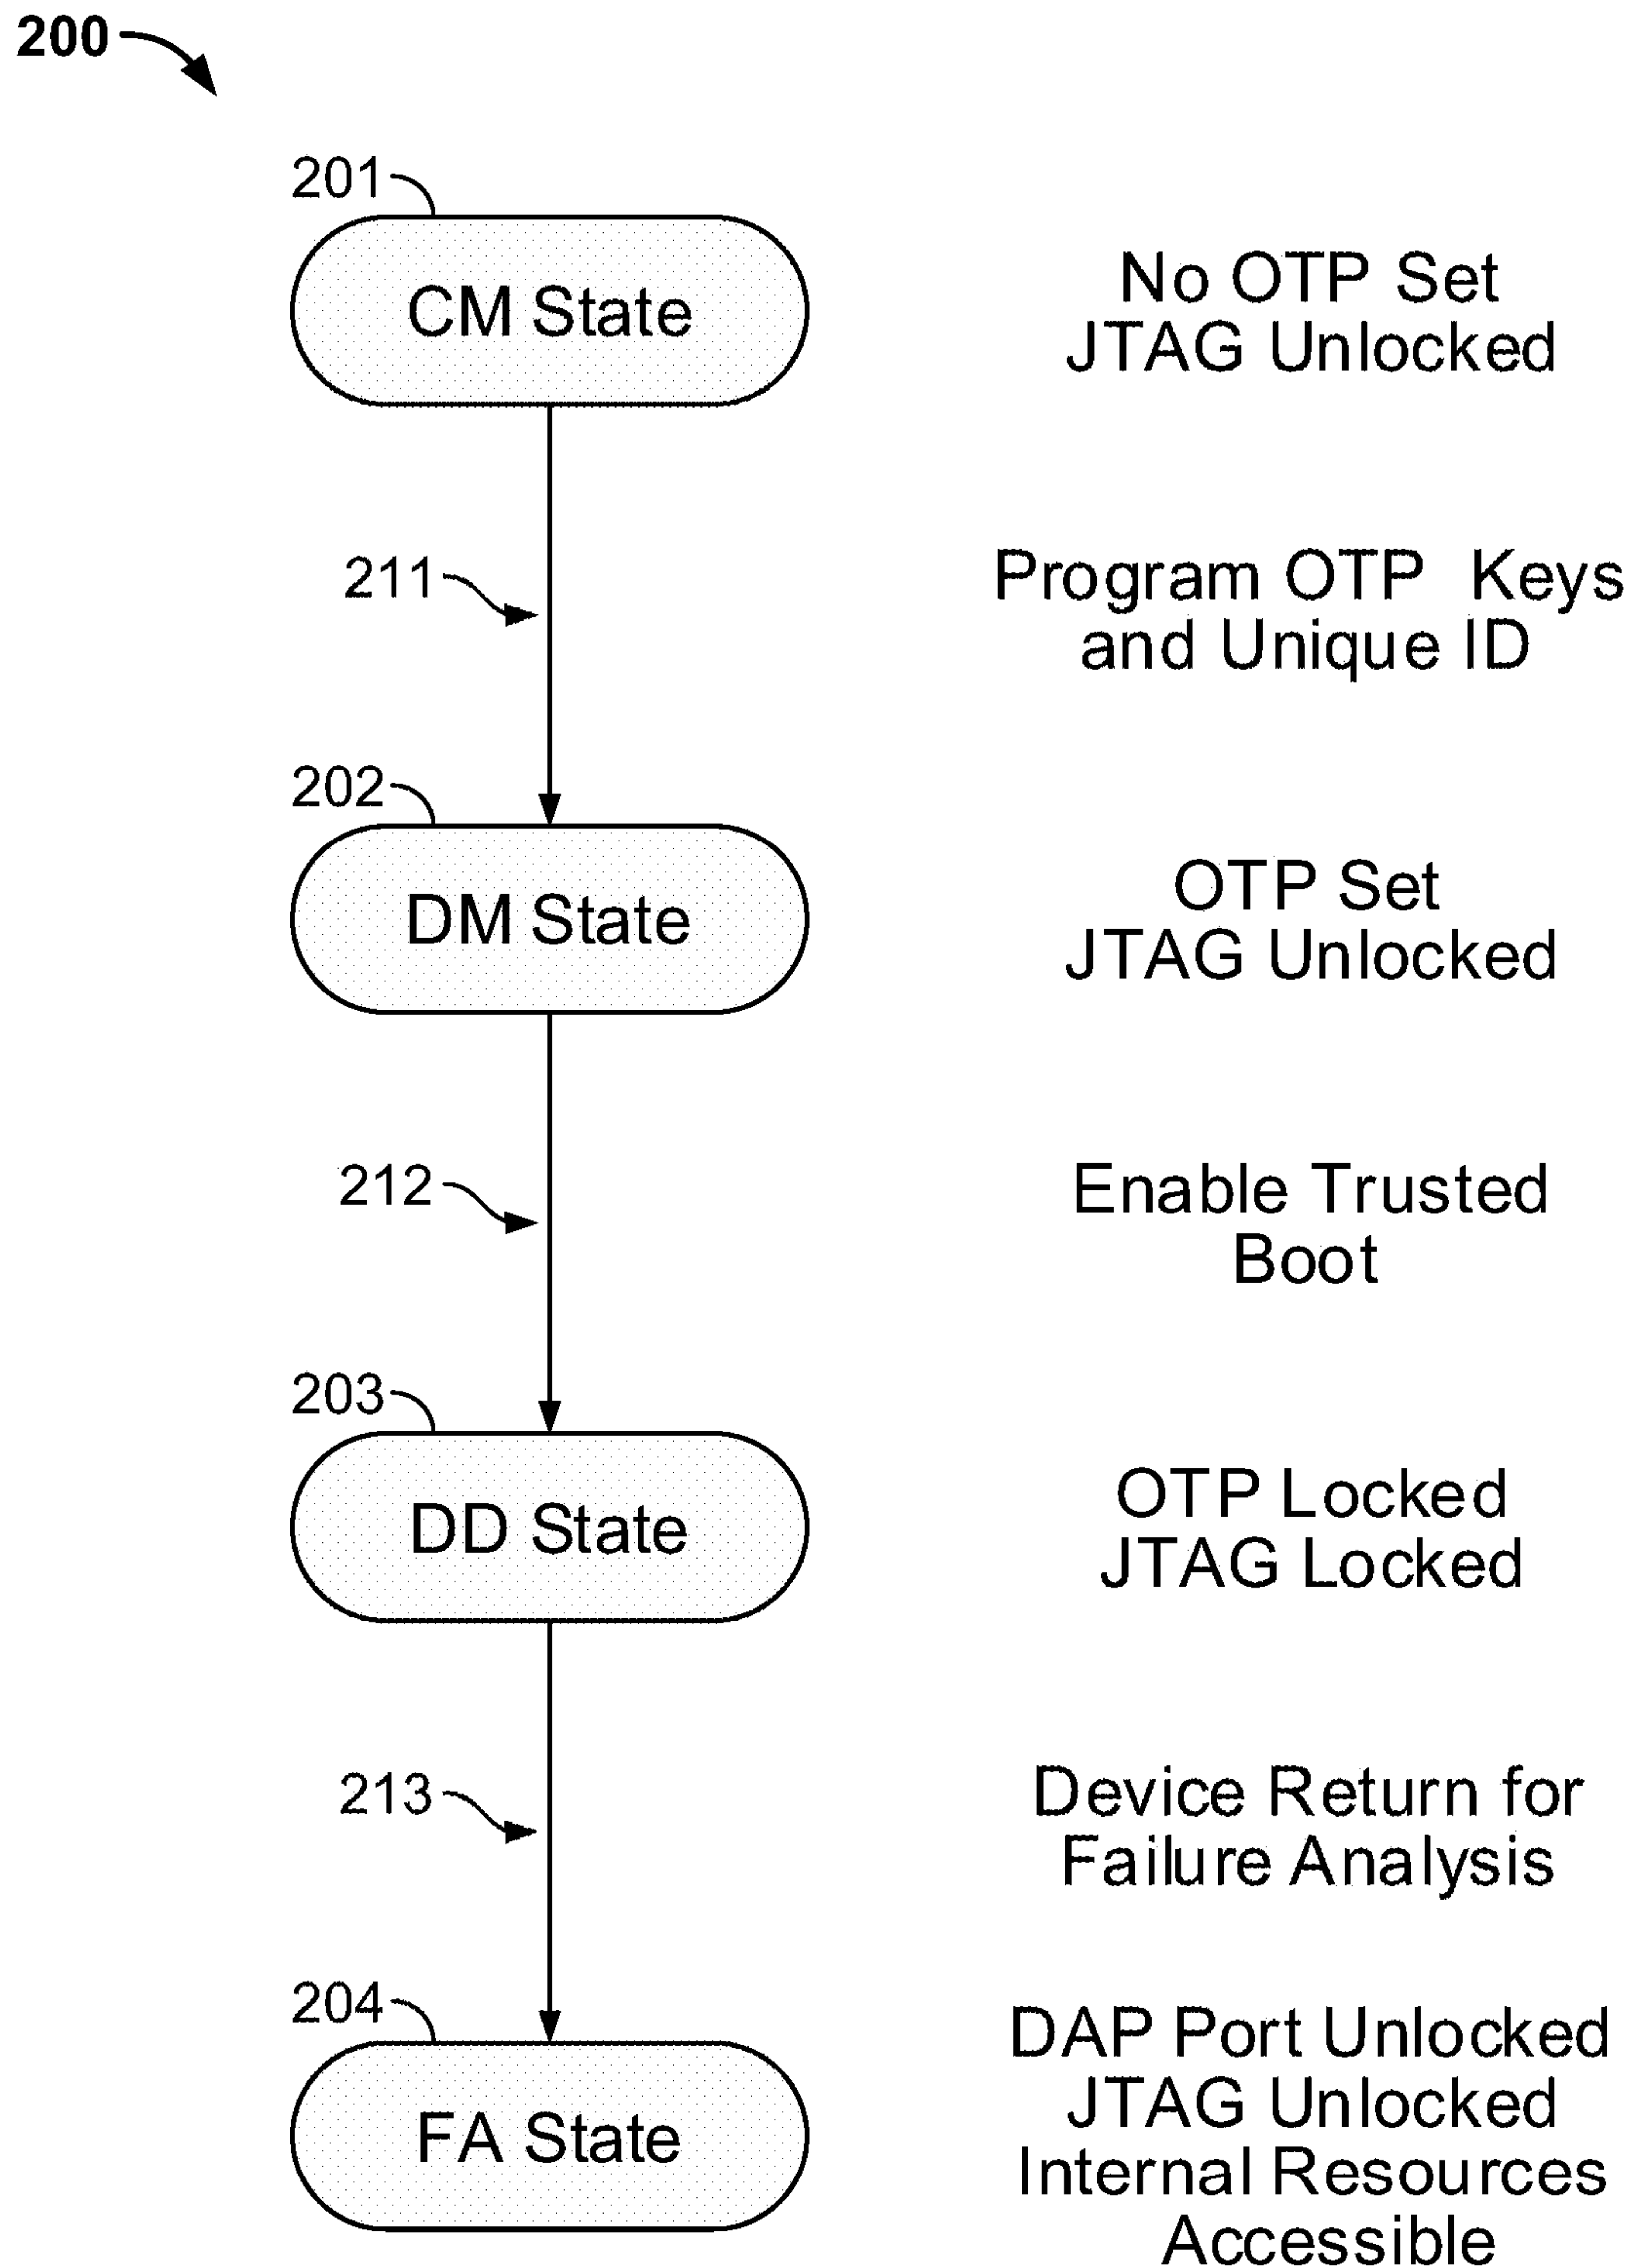 200
201
CM State
No OTP Set
JTAG Unlocked
211
Program OTP Keys
and Unique ID
202
DM State
OTP Set
JTAG Unlocked
212
Enable Trusted
Boot
203
DD State
OTP Locked
JTAG Locked
213
Device Return for
Failure Analysis
204
FA State
DAP Port Unlocked
JTAG Unlocked
Internal Resources
Accessible